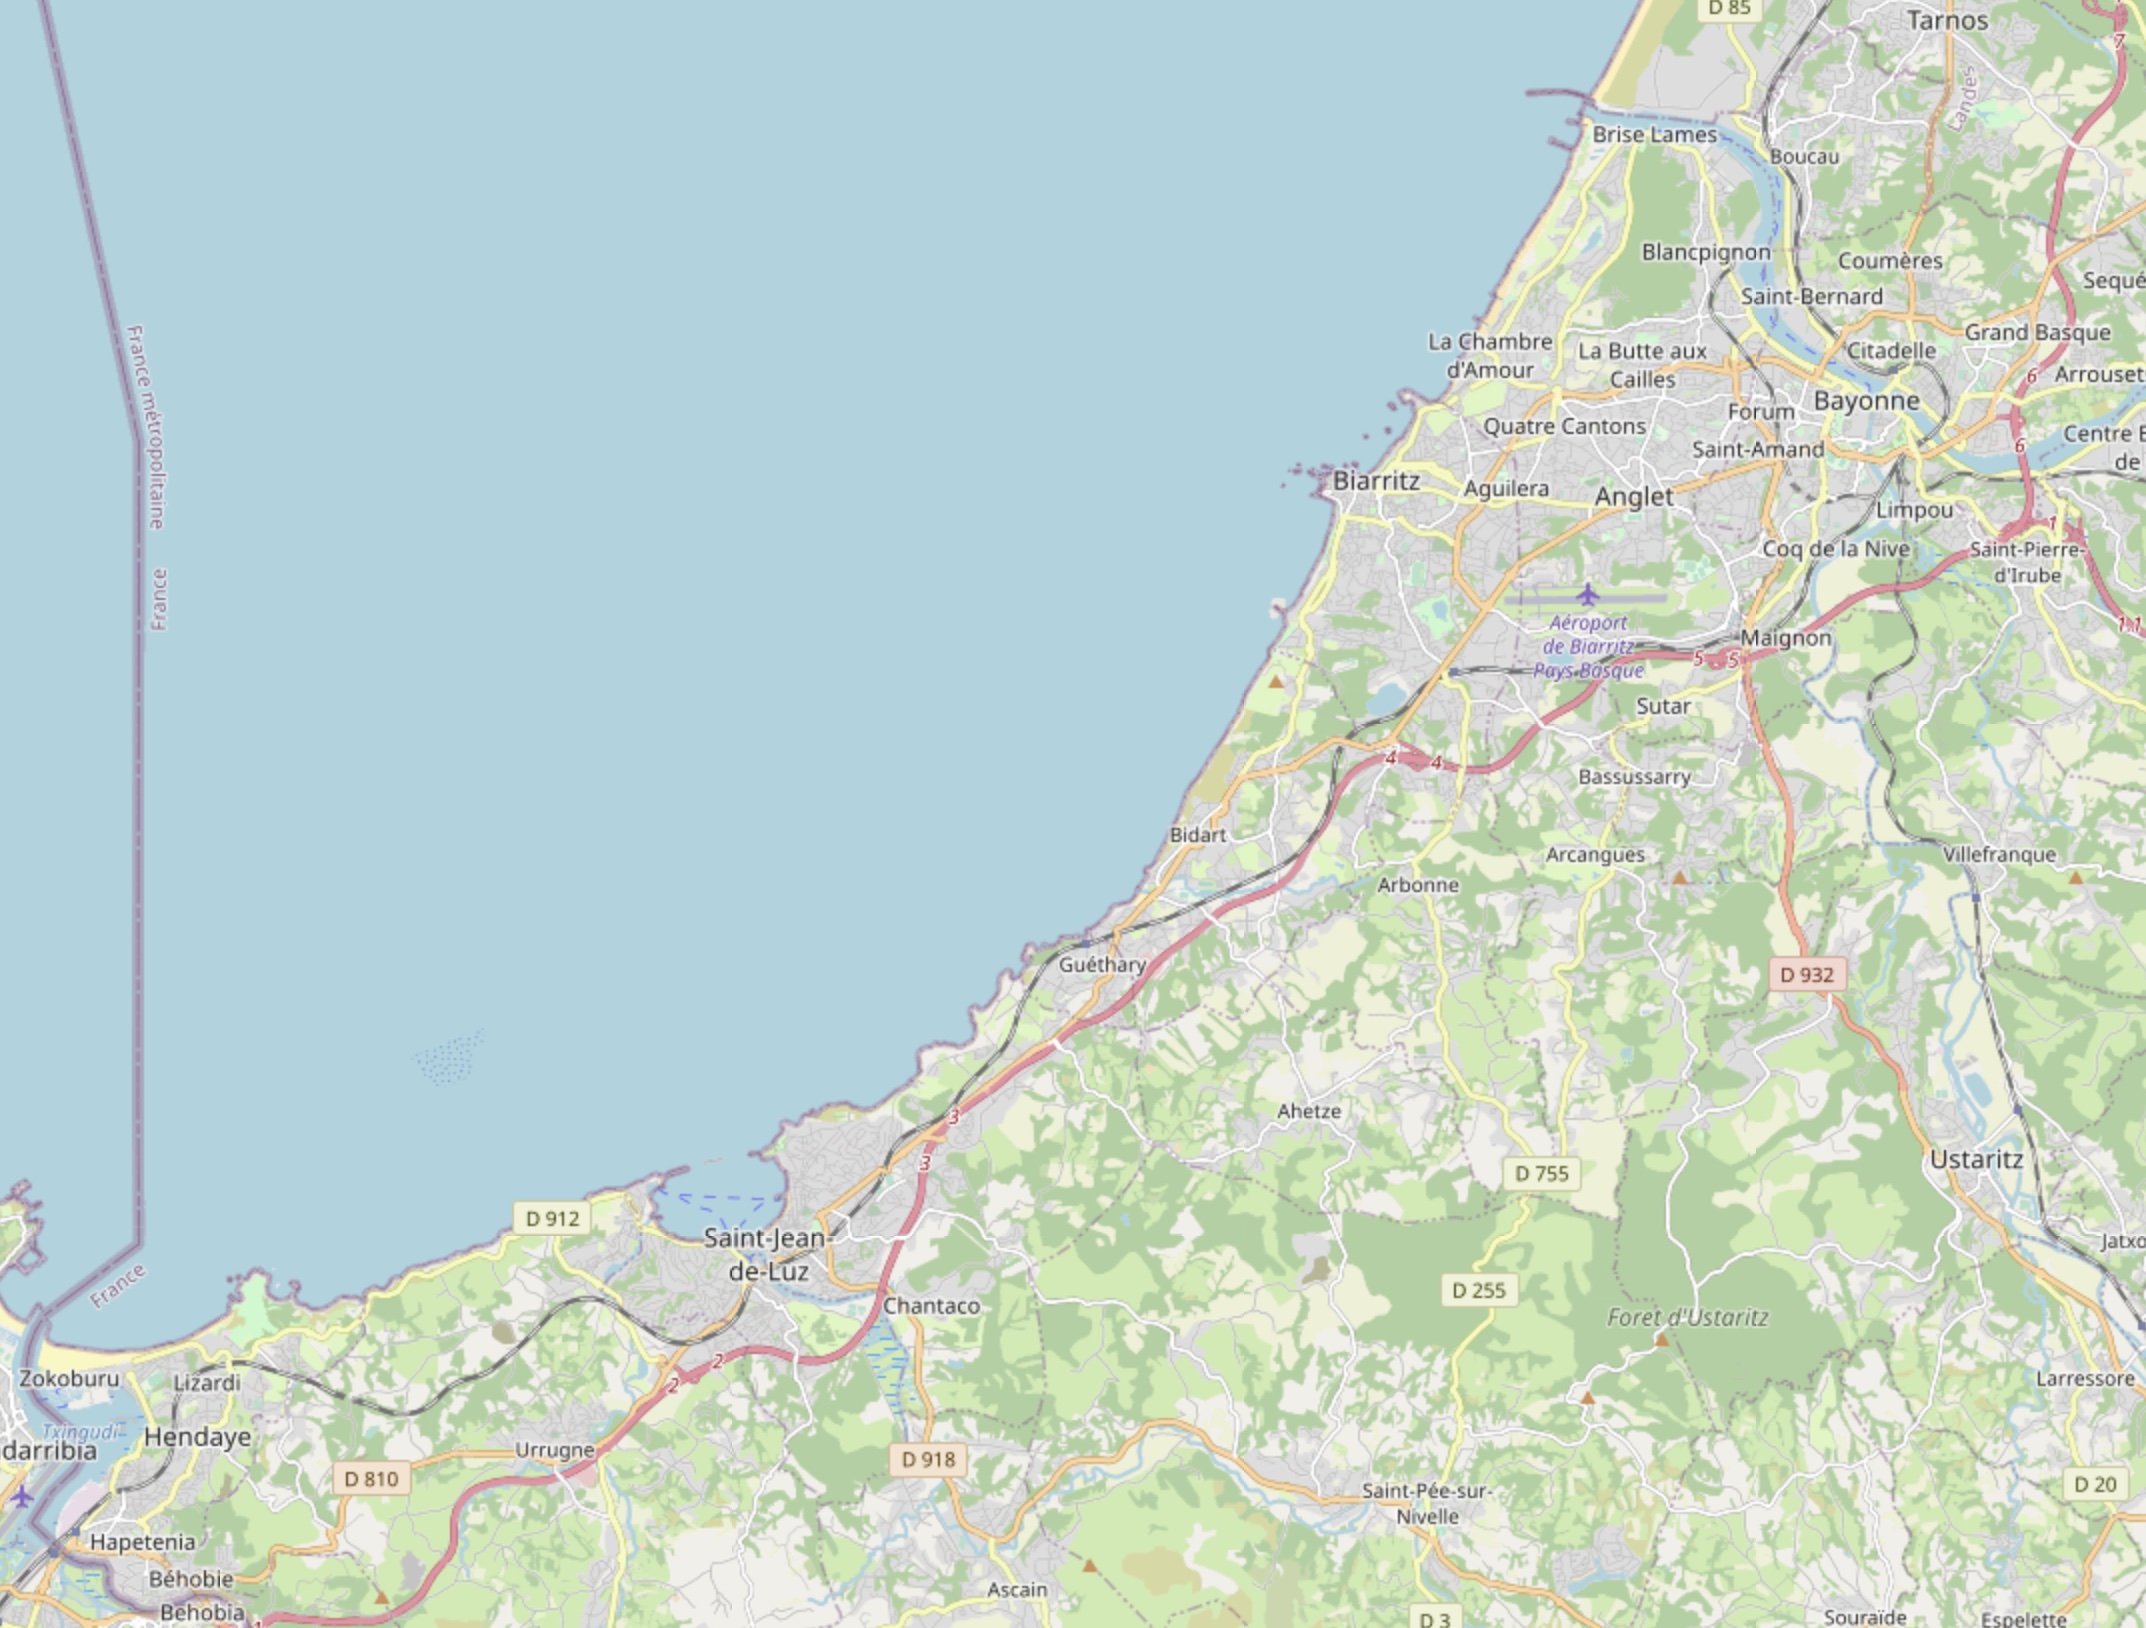 D 85
Tarnos
7
Landes
Brise Lames
Boucau
Blancpignon
Coumères
Saint-Bernard
Sequé
France métropolitaine
Grand Basque
La Chambre
d'Amour
La Butte aux
Cailles
Citadelle
6
Arrouset
Bayonne
Forum
Quatre Cantons
Saint-Amand
6
Centre E
de
Biarritz
Aguilera
Anglet
Limpou
1
Coq de la Nive
Saint-Pierre-
d'Irube
France
Aéroport
de Biarritz
Pays Basque
1.1
Maignon
5
5
Sutar
4
4
Bassussarry
Bidart
Arcangues
Villefranque
Arbonne
Guéthary
D 932
3
Ahetze
3
Ustaritz
D 755
D 912
Saint-Jean-
de-Luz
Jatxo
France
D 255
Chantaco
Foret d'Ustaritz
2
2
Zokoburu
Lizardi
Larressore
Txingudi
Hendaye
darribia
Urrugne
D 810
D 918
D 20
Saint-Pée-sur-
Nivelle
Hapetenia
Béhobie
Ascain
Behobia
1
D 3
Souraïde
Espelette